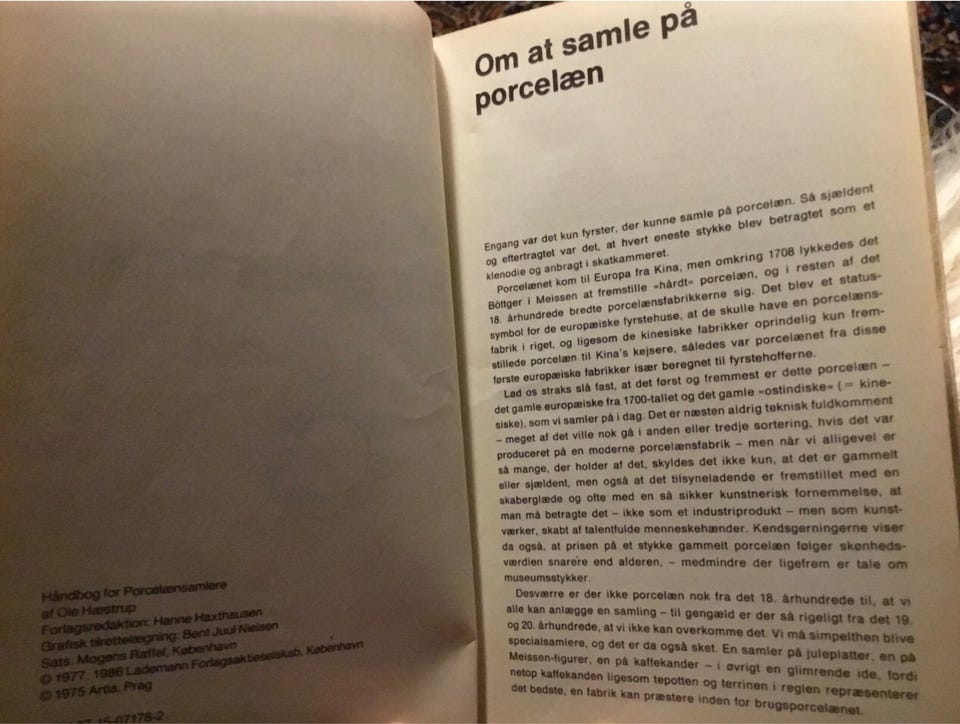 Håndbog for Porcelænsamlere
af Ole Hæstrup
Forlagsredaktion: Hanne Haxthausen
Grafisk tilrettelægning: Bent Juul Nielsen
Sats: Mogens Raffel, København
© 1977. 1986 Lademann Forlagsaktieselskab, København
© 1975 Artia, Prag
15-07178-2
Om at samle på
porcelæn
Engang var det kun fyrster, der kunne samle på porcelæn. Så sjældent
og eftertragtet var det, at hvert eneste stykke blev betragtet som et
klenodie og anbragt i skatkammeret.
Porcelænet kom til Europa fra Kina, men omkring 1708 lykkedes det
Böttger i Meissen at fremstille »hårdt« porcelæn, og i resten af det
18. århundrede bredte porcelænsfabrikkerne sig. Det blev et status-
symbol for de europæiske fyrstehuse, at de skulle have en porcelæns-
fabrik i riget, og ligesom de kinesiske fabrikker oprindelig kun frem-
stillede porcelæn til Kina's kejsere, således var porcelænet fra disse
første europæiske fabrikker især beregnet til fyrstehofferne.
Lad os straks slå fast, at det først og fremmest er dette porcelæn –
det gamle europæiske fra 1700-tallet og det gamle »ostindiske« (= kine-
siske), som vi samler på i dag. Det er næsten aldrig teknisk fuldkomment
– meget af det ville nok gå i anden eller tredje sortering, hvis det var
produceret på en moderne porcelænsfabrik – men når vi alligevel er
så mange, der holder af det, skyldes det ikke kun, at det er gammelt
eller sjældent, men også at det tilsyneladende er fremstillet med en
skaberglæde og ofte med en så sikker kunstnerisk fornemmelse, at
man må betragte det – ikke som et industriprodukt – men som kunst-
værker, skabt af talentfulde menneskehænder. Kendsgerningerne viser
da også, at prisen på et stykke gammelt porcelæn følger skønheds-
værdien snarere end alderen, – medmindre der ligefrem er tale om
museumsstykker.
Desværre er der ikke porcelæn nok fra det 18. århundrede til, at vi
alle kan anlægge en samling – til gengæld er der så rigeligt fra det 19.
og 20. århundrede, at vi ikke kan overkomme det. Vi må simpelthen blive
specialsamlere, og det er da også sket. En samler på juleplatter, en på
Meissen-figurer, en på kaffekander – i øvrigt en glimrende ide, fordi
netop kaffekanden ligesom tepotten og terrinen i reglen repræsenterer
det bedste, en fabrik kan præstere inden for brugsporcelænet.